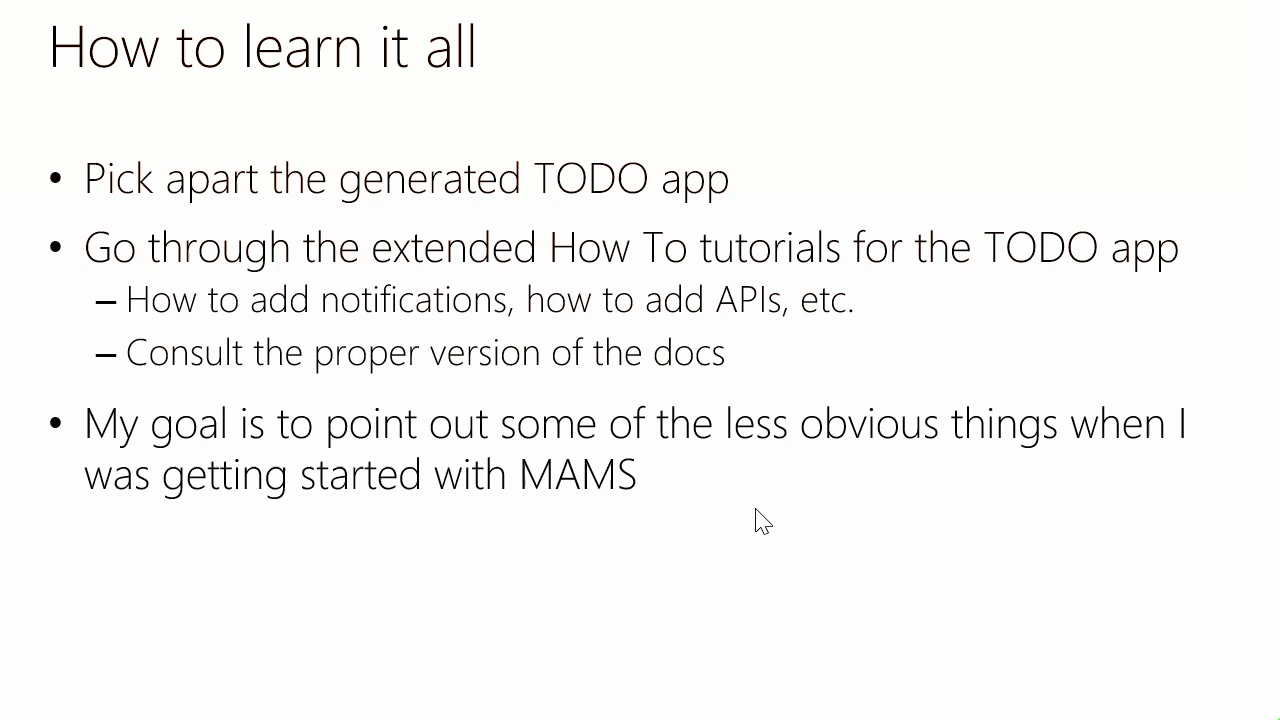 How to learn it all
• Pick apart the generated TODO app
• Go through the extended How To tutorials for the TODO app
– How to add notifications, how to add APIs, etc.
– Consult the proper version of the docs
• My goal is to point out some of the less obvious things when I
was getting started with MAMS